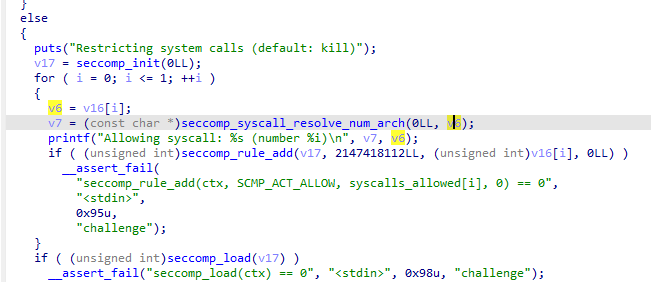 }
else
{
puts("Restricting system calls (default: kill)");
v17 = seccomp_init(0LL);
for ( i = 0; i <= 1; ++i )
{
v6 = v16[i];
v7 = (const char *)seccomp_syscall_resolve_num_arch(0LL, v6);
printf("Allowing syscall: %s (number %i)\n", v7, v6);
if ( (unsigned int)seccomp_rule_add(v17, 2147418112LL, (unsigned int)v16[i], 0LL) )
__assert_fail(
"seccomp_rule_add(ctx, SCMP_ACT_ALLOW, syscalls_allowed[i], 0) == 0",
"<stdin>",
0x95u,
"challenge");
}
if ( (unsigned int)seccomp_load(v17) )
__assert_fail("seccomp_load(ctx) == 0", "<stdin>", 0x98u, "challenge");